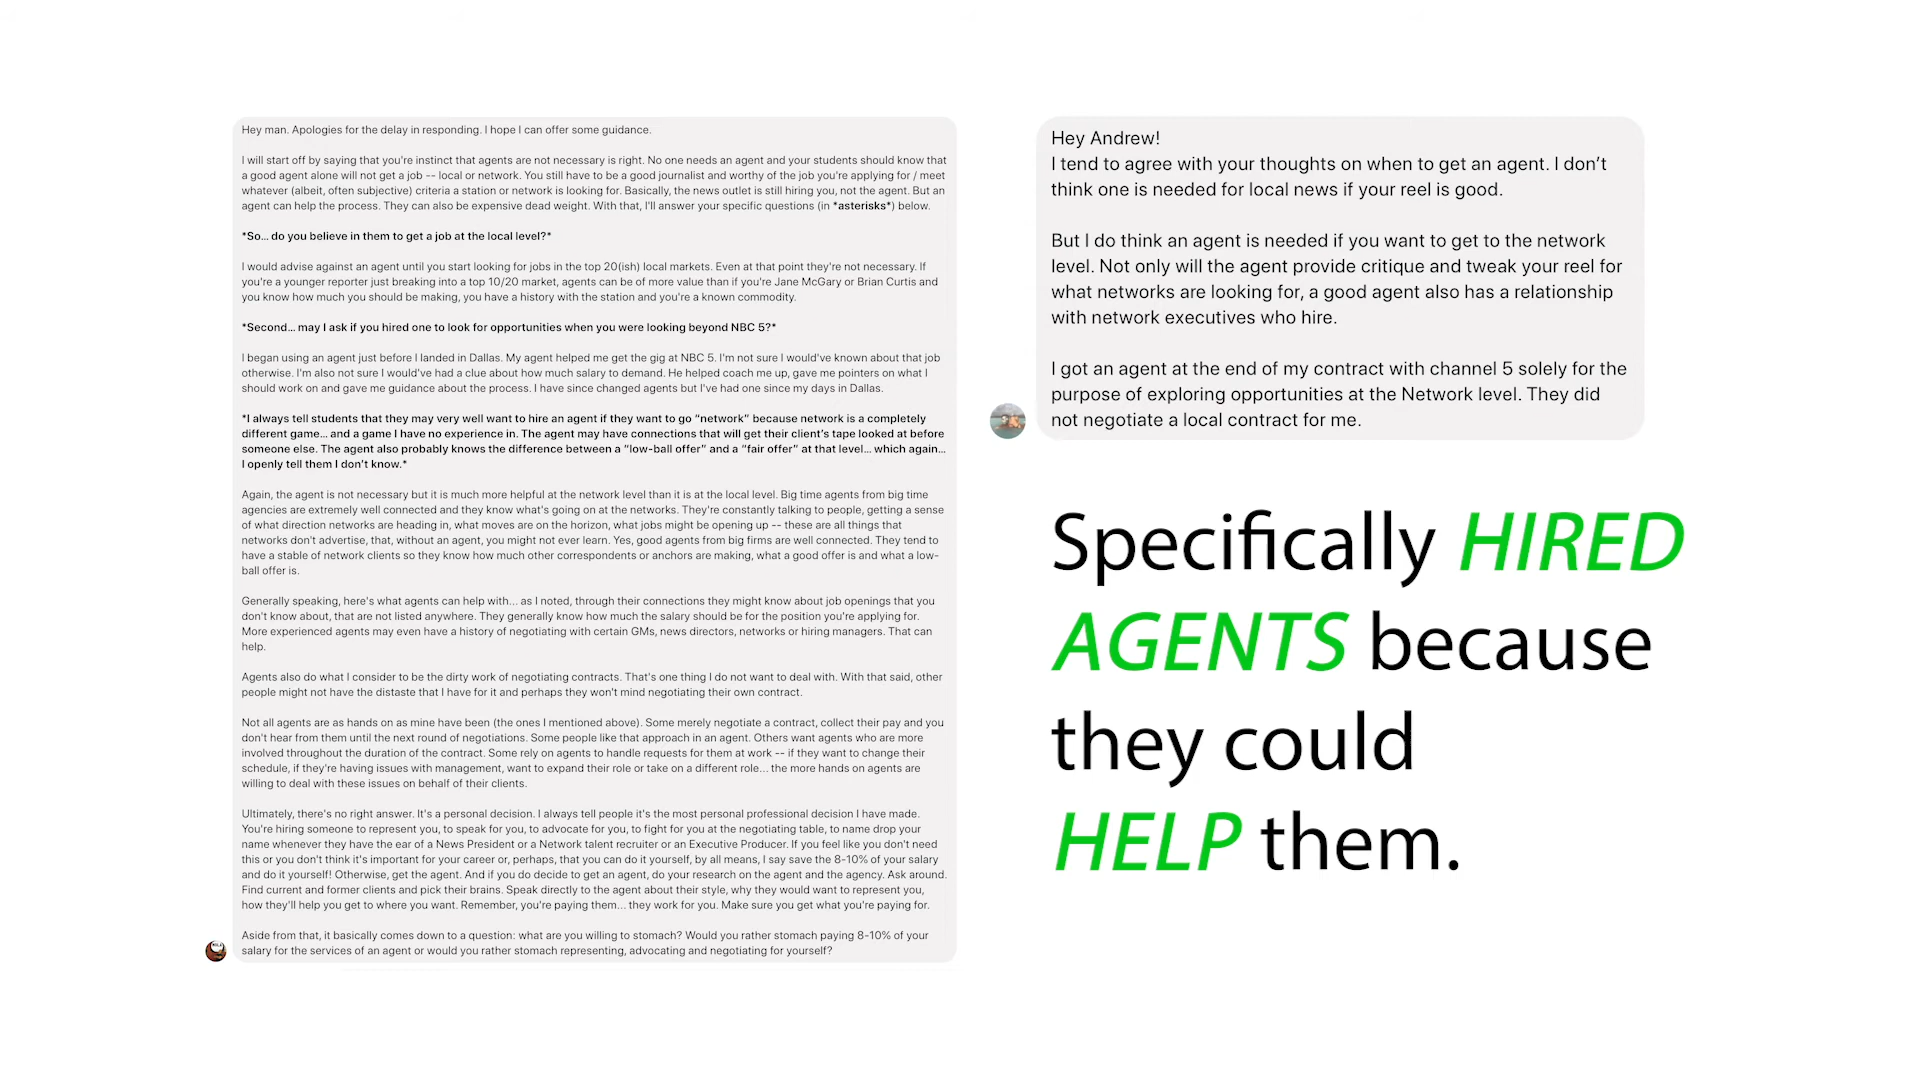 Hey man. Apologies for the delay in responding. I hope I can offer some guidance.
I will start off by saying that you're instinct that agents are not necessary is right. No one needs an agent and your students should know that
a good agent alone will not get a job -- local or network. You still have to be a good journalist and worthy of the job you're applying for / meet
whatever (albeit, often subjective) criteria a station or network is looking for. Basically, the news outlet is still hiring you, not the agent. But an
agent can help the process. They can also be expensive dead weight. With that, I'll answer your specific questions (in *asterisks*) below.
*So... do you believe in them to get a job at the local level?*
I would advise against an agent until you start looking for jobs in the top 20(ish) local markets. Even at that point they're not necessary. If
you're a younger reporter just breaking into a top 10/20 market, agents can be of more value than if you're Jane McGary or Brian Curtis and
you know how much you should be making, you have a history with the station and you're a known commodity.
*Second... may I ask if you hired one to look for opportunities when you were looking beyond NBC 5?*
I began using an agent just before I landed in Dallas. My agent helped me get the gig at NBC 5. I'm not sure I would've known about that job
otherwise. I'm also not sure I would've had a clue about how much salary to demand. He helped coach me up, gave me pointers on what I
should work on and gave me guidance about the process. I have since changed agents but I've had one since my days in Dallas.
*I always tell students that they may very well want to hire an agent if they want to go "network" because network is a completely
different game... and a game I have no experience in. The agent may have connections that will get their client's tape looked at before
someone else. The agent also probably knows the difference between a "low-ball offer" and a "fair offer" at that level... which again...
I openly tell them I don't know.*
Again, the agent is not necessary but it is much more helpful at the network level than it is at the local level. Big time agents from big time
agencies are extremely well connected and they know what's going on at the networks. They're constantly talking to people, getting a sense
of what direction networks are heading in, what moves are on the horizon, what jobs might be opening up -- these are all things that
networks don't advertise, that, without an agent, you might not ever learn. Yes, good agents from big firms are well connected. They tend to
have a stable of network clients so they know how much other correspondents or anchors are making, what a good offer is and what a low-
ball offer is.
Generally speaking, here's what agents can help with... as I noted, through their connections they might know about job openings that you
don't know about, that are not listed anywhere. They generally know how much the salary should be for the position you're applying for.
More experienced agents may even have a history of negotiating with certain GMs, news directors, networks or hiring managers. That can
help.
Agents also do what I consider to be the dirty work of negotiating contracts. That's one thing I do not want to deal with. With that said, other
people might not have the distaste that I have for it and perhaps they won't mind negotiating their own contract.
Not all agents are as hands on as mine have been (the ones I mentioned above). Some merely negotiate a contract, collect their pay and you
don't hear from them until the next round of negotiations. Some people like that approach in an agent. Others want agents who are more
involved throughout the duration of the contract. Some rely on agents to handle requests for them at work -- if they want to change their
schedule, if they're having issues with management, want to expand their role or take on a different role... the more hands on agents are
willing to deal with these issues on behalf of their clients.
Ultimately, there's no right answer. It's a personal decision. I always tell people it's the most personal professional decision I have made.
You're hiring someone to represent you, to speak for you, to advocate for you, to fight for you at the negotiating table, to name drop your
name whenever they have the ear of a News President or a Network talent recruiter or an Executive Producer. If you feel like you don't need
this or you don't think it's important for your career or, perhaps, that you can do it yourself, by all means, I say save the 8-10% of your salary
and do it yourself! Otherwise, get the agent. And if you do decide to get an agent, do your research on the agent and the agency. Ask around.
Find current and former clients and pick their brains. Speak directly to the agent about their style, why they would want to represent you,
how they'll help you get to where you want. Remember, you're paying them... they work for you. Make sure you get what you're paying for.
Aside from that, it basically comes down to a question: what are you willing to stomach? Would you rather stomach paying 8-10% of your
salary for the services of an agent or would you rather stomach representing, advocating and negotiating for yourself?
Hey Andrew!
I tend to agree with your thoughts on when to get an agent. I don't
think one is needed for local news if your reel is good.
But I do think an agent is needed if you want to get to the network
level. Not only will the agent provide critique and tweak your reel for
what networks are looking for, a good agent also has a relationship
with network executives who hire.
I got an agent at the end of my contract with channel 5 solely for the
purpose of exploring opportunities at the Network level. They did
not negotiate a local contract for me.
Specifically HIRED
AGENTS because
they could
HELP them.